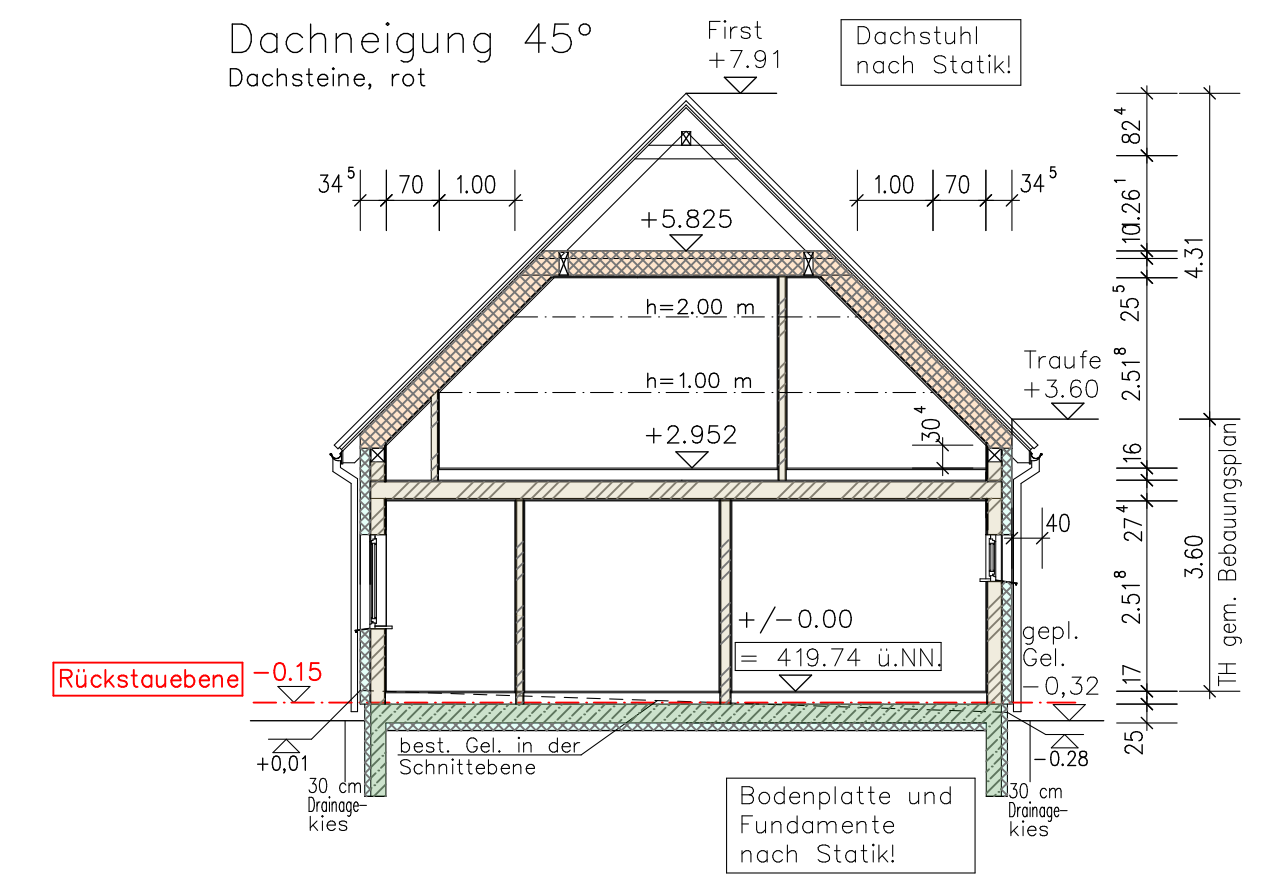 Dachneigung 45°
Dachsteine, rot
First
+7.91
Dachstuhl
nach Statik!
34⁵ 70 1.00
1.00 70 34⁵
+5.825
h=2.00 m
h=1.00 m
+2.952
30⁴
Traufe
+3.60
40
+/-0.00
= 419.74 ü.NN.
gepl.
Gel.
-0,32
Rückstauebene
-0.15
+0,01
best. Gel. in der
Schnittebene
-0.28
30 cm
Drainage-
kies
30 cm
Drainage-
kies
Bodenplatte und
Fundamente
nach Statik!
82⁴
1.26¹
10
25⁵
2.51⁸
16
27⁴
2.51⁸
17
25
4.31
3.60
TH gem. Bebauungsplan